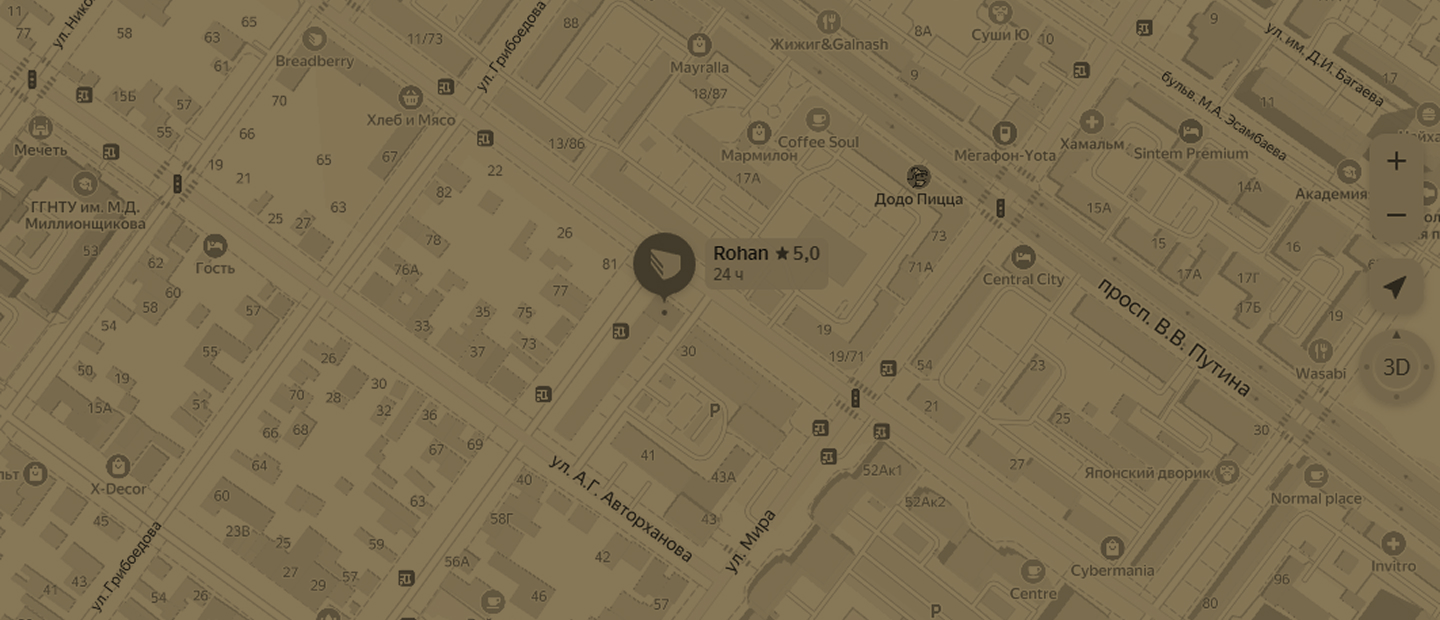 11
77
58
ул. Нико
65
63
61
Breadberry
11/73
ул. Грибоедова
88
Mayralla
18/87
Жижиг&Galnash
8А
9
Суши Ю
10
9
ул. им. Д.И. Багаева
17
11
бульв. М.А. Эсамбаева
15Б
57
55
Мечеть
70
66
65
67
Хлеб и Мясо
13/86
22
Мармилон
Coffee Soul
17А
Додо Пицца
Мегафон-Yota
Хамальм
Sintem Premium
14А
Академия
15А
ГГНТУ им. М.Д.
Миллионщикова
53
19
21
25
27
63
82
78
26
81
Rohan ★ 5,0
24 ч
73
71А
Central City
15
17А
17Г
17Б
16
19
Гость
62
60
58
57
54
55
76А
77
35
75
33
37
73
30
19
19/71
54
23
просп. В.В. Путина
Wasabi
3D
50
19
15А
51
26
30
70
28
32
36
66
68
67
69
64
P
21
25
30
27
Японский дворик
Normal place
льт
X-Decor
60
63
40
41
43А
43
52Ак1
52Ак2
ул. А.Г. Авторханова
ул. Мира
45
23В
25
59
58Г
56А
42
27
29
57
46
57
41
43
54
26
ул. Грибоедова
Cybermania
Centre
P
80
96
Invitro